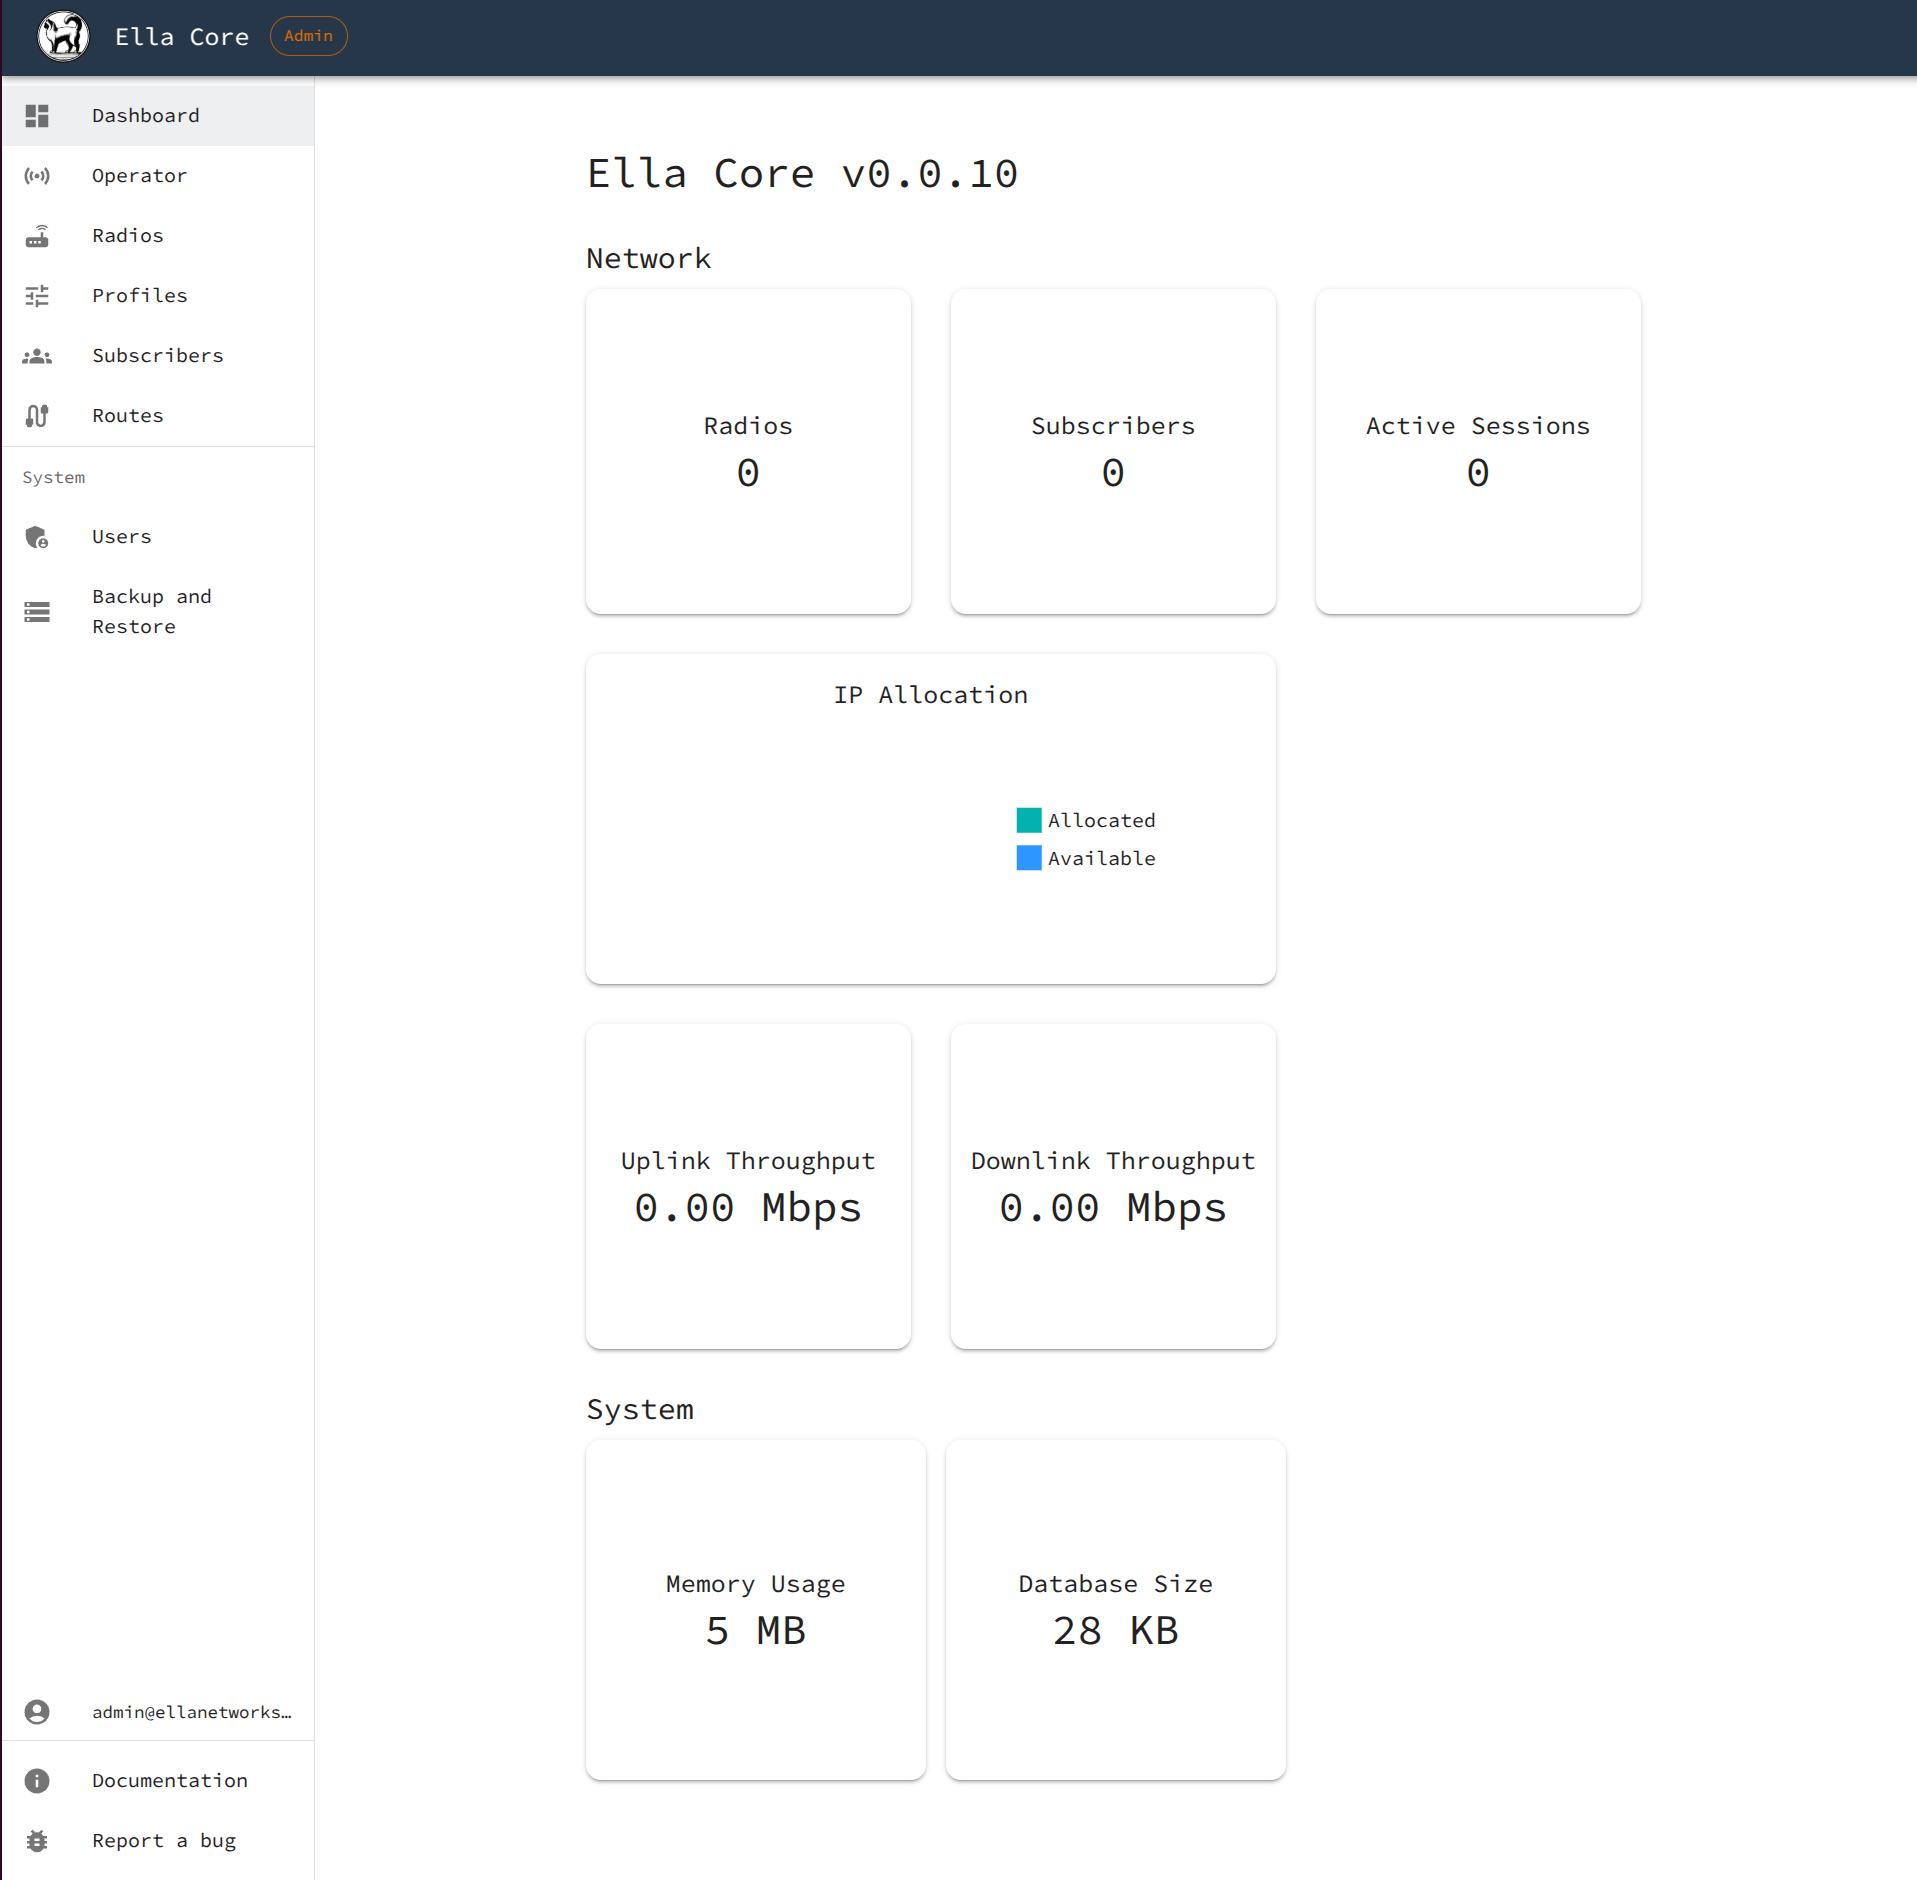 Ella Core Admin
Dashboard
Operator
Radios
Profiles
Subscribers
Routes
System
Users
Backup and
Restore
admin@ellanetworks…
Documentation
Report a bug
Ella Core v0.0.10
Network
Radios
0
Subscribers
0
Active Sessions
0
IP Allocation
Allocated
Available
Uplink Throughput
0.00 Mbps
Downlink Throughput
0.00 Mbps
System
Memory Usage
5 MB
Database Size
28 KB